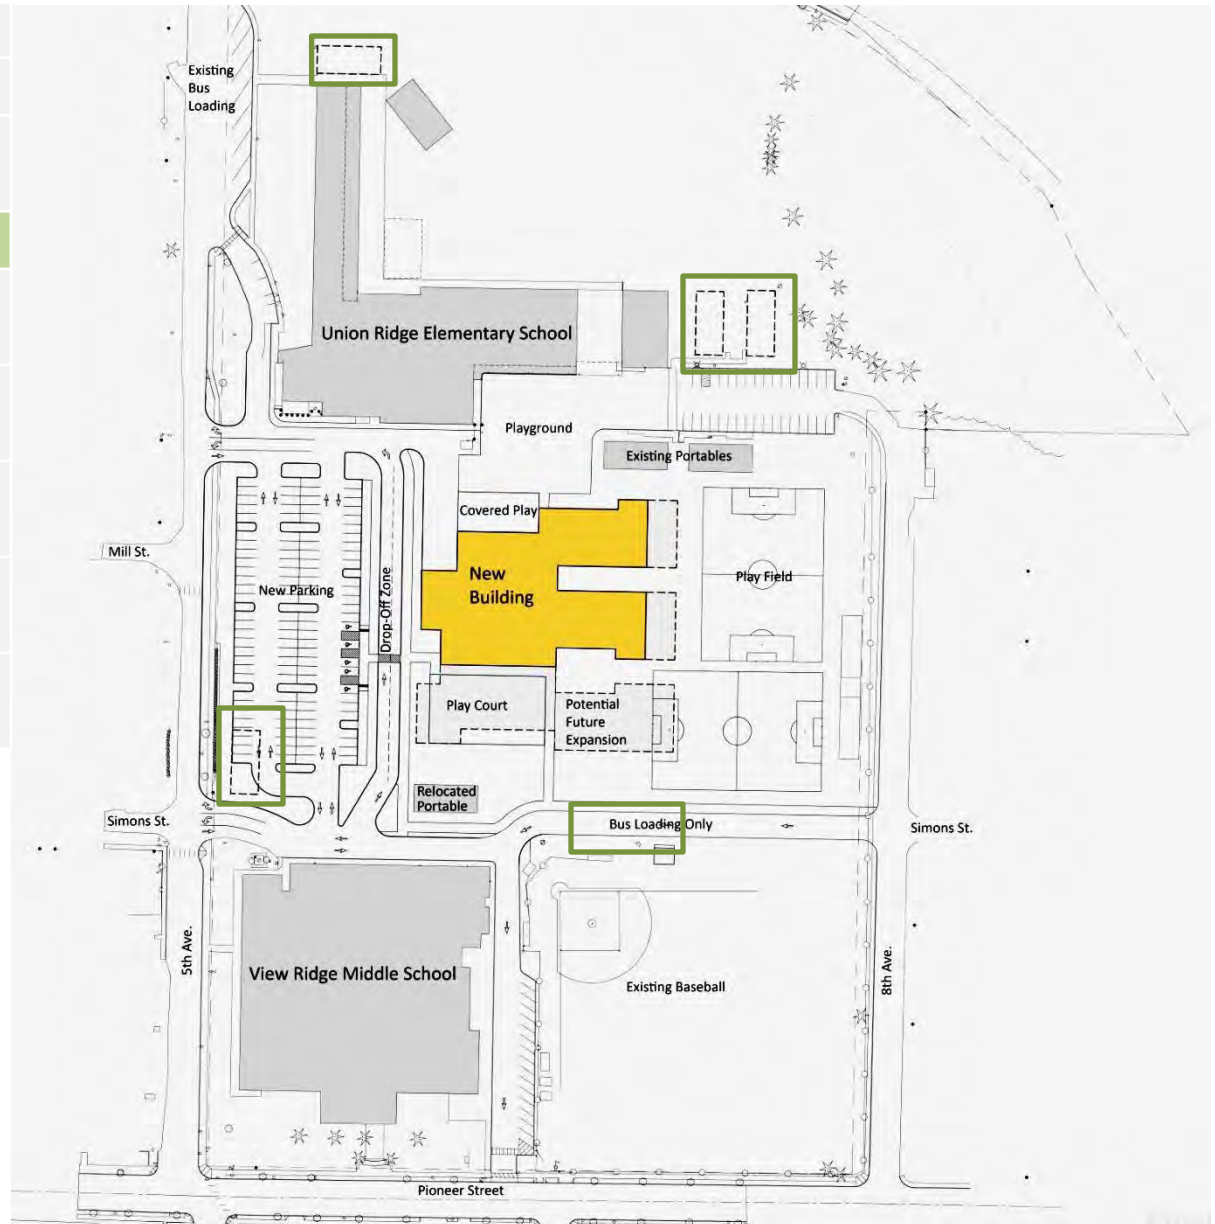 Existing
Bus
Loading
Union Ridge Elementary School
Playground
Existing Portables
Covered Play
Mill St.
New Parking
Drop-Off Zone
New
Building
Play Field
Play Court
Potential
Future
Expansion
Relocated
Portable
Simons St.
Bus Loading Only
Simons St.
5th Ave.
View Ridge Middle School
Existing Baseball
8th Ave.
Pioneer Street